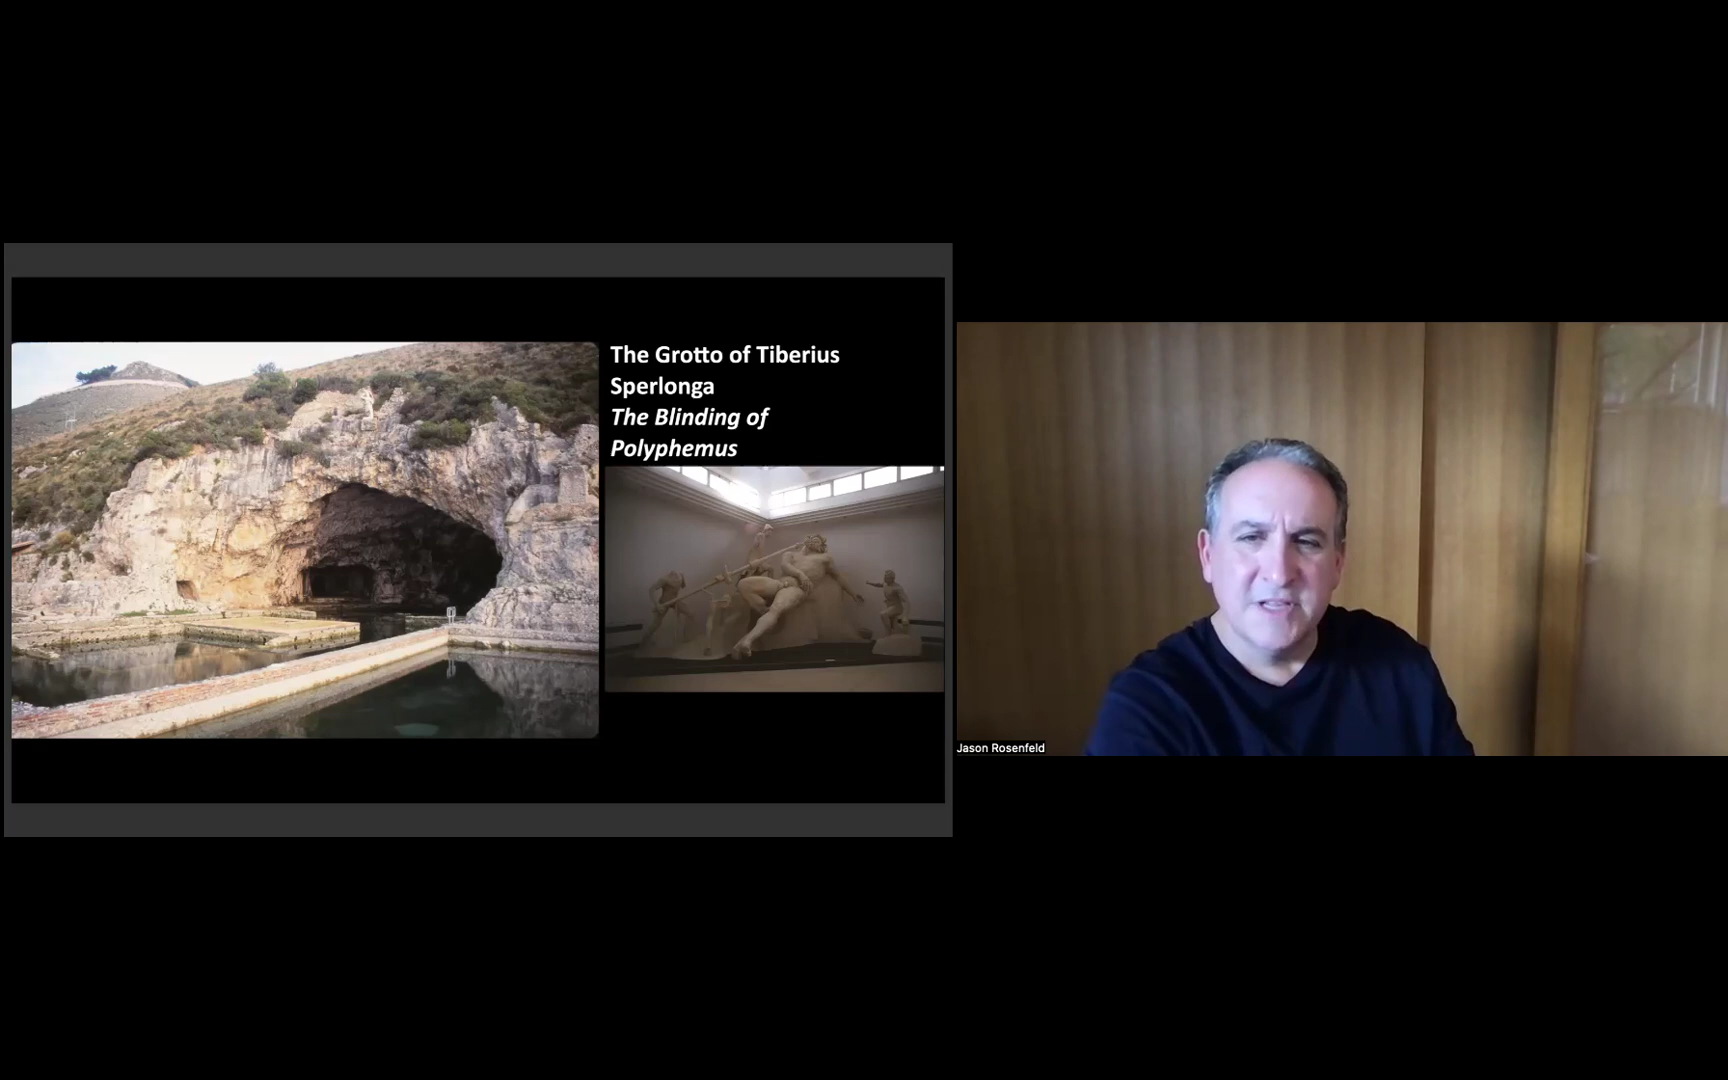 The Grotto of Tiberius
Sperlonga
The Blinding of
Polyphemus
Jason Rosenfeld